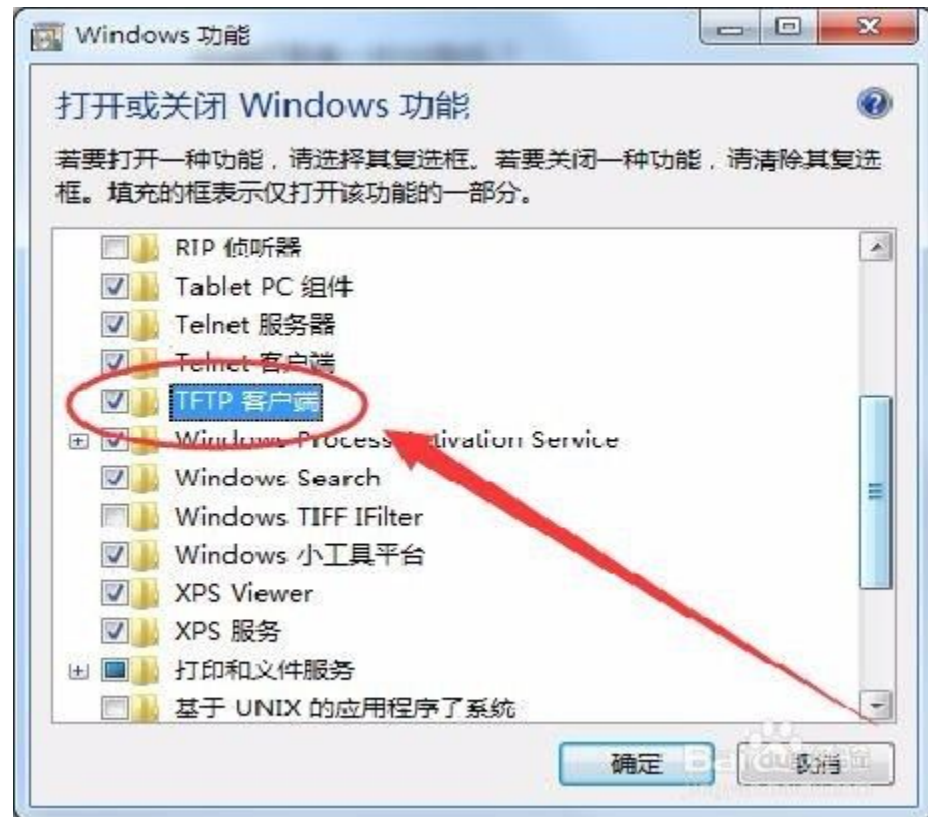 Windows 功能
打开或关闭 Windows 功能
若要打开一种功能，请选择其复选框。若要关闭一种功能，请清除其复选
框。填充的框表示仅打开该功能的一部分。
RIP 侦听器
Tablet PC 组件
Telnet 服务器
Telnet 客户端
TFTP 客户端
Windows Process Activation Service
Windows Search
Windows TIFF IFilter
Windows 小工具平台
XPS Viewer
XPS 服务
打印和文件服务
基于 UNIX 的应用程序子系统
确定
取消